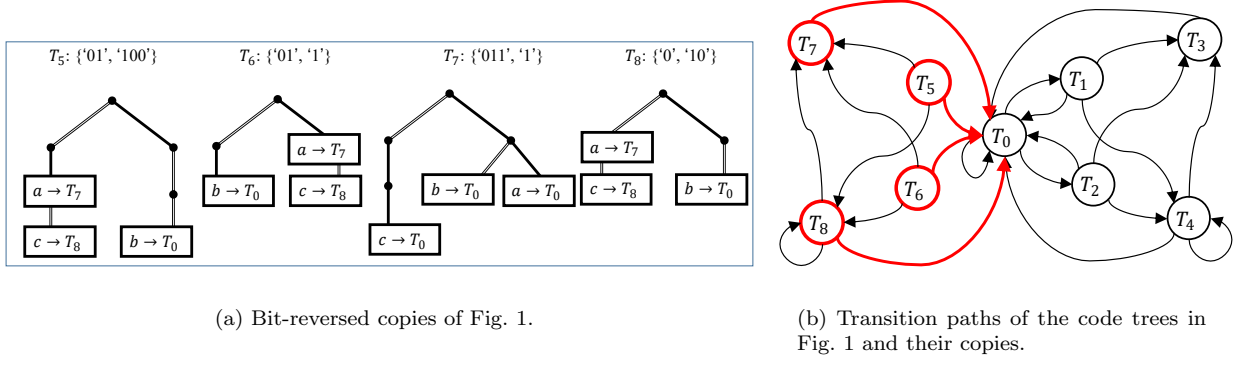 T₅: {‘01’, ‘100’}
T₆: {‘01’, ‘1’}
T₇: {‘011’, ‘1’}
T₈: {‘0’, ‘10’}
a → T₇
c → T₈
b → T₀
b → T₀
a → T₇
c → T₈
b → T₀
a → T₀
c → T₀
a → T₇
c → T₈
b → T₀
T₇
T₅
T₆
T₈
T₀
T₁
T₂
T₃
T₄
(a) Bit-reversed copies of Fig. 1.
(b) Transition paths of the code trees in
Fig. 1 and their copies.